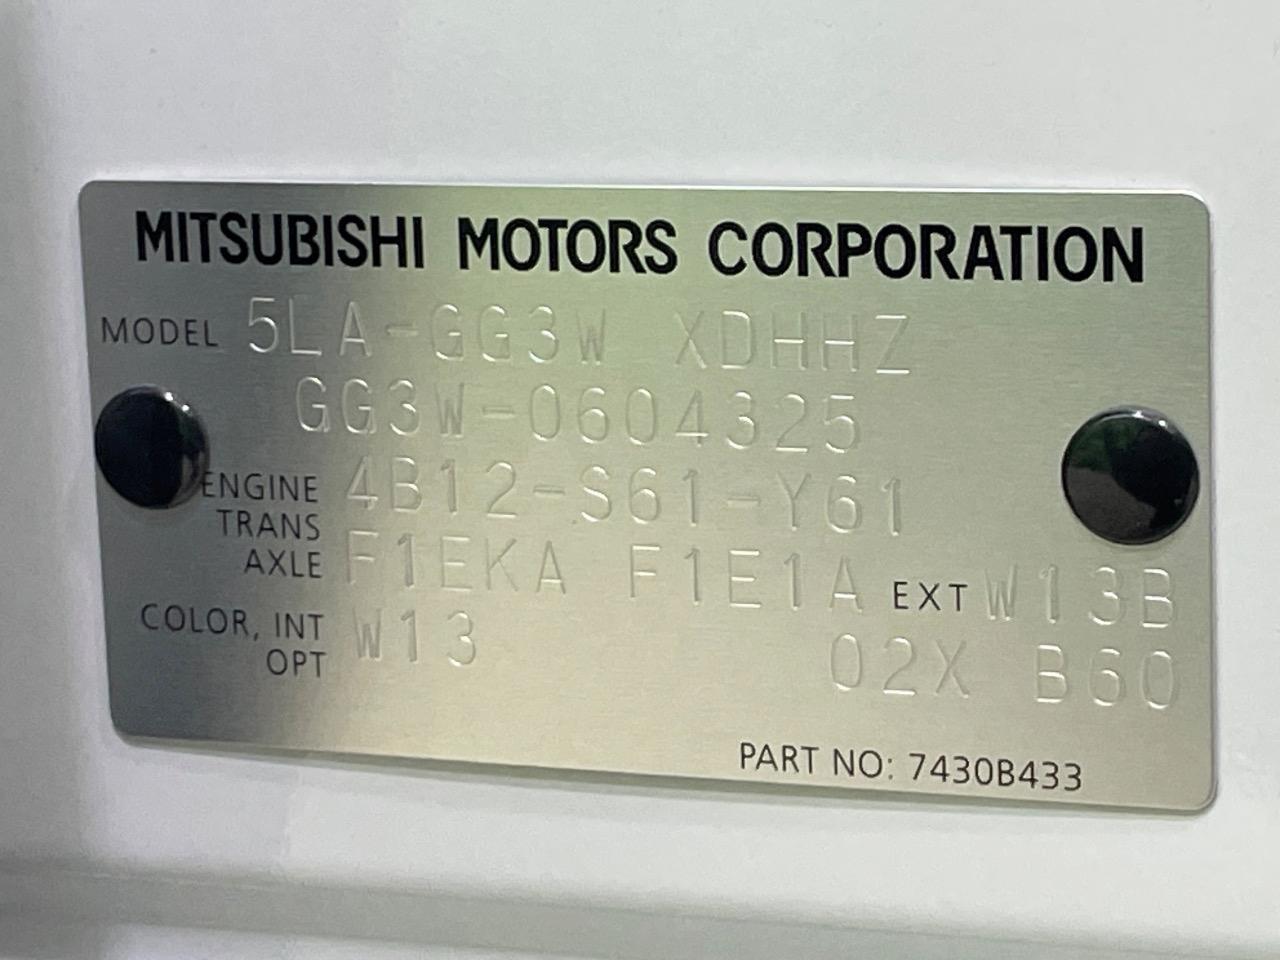 MITSUBISHI MOTORS CORPORATION
MODEL 5LA-GG3W XDHHZ
GG3W-0604325
ENGINE 4B12-S61-Y61
TRANS
AXLE F1EKA F1E1A EXT W13B
COLOR, INT W13
OPT 02X B60
PART NO: 7430B433